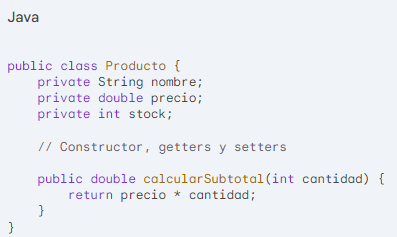 Java
public class Producto {
    private String nombre;
    private double precio;
    private int stock;
    // Constructor, getters y setters
    public double calcularSubtotal(int cantidad) {
        return precio * cantidad;
    }
}